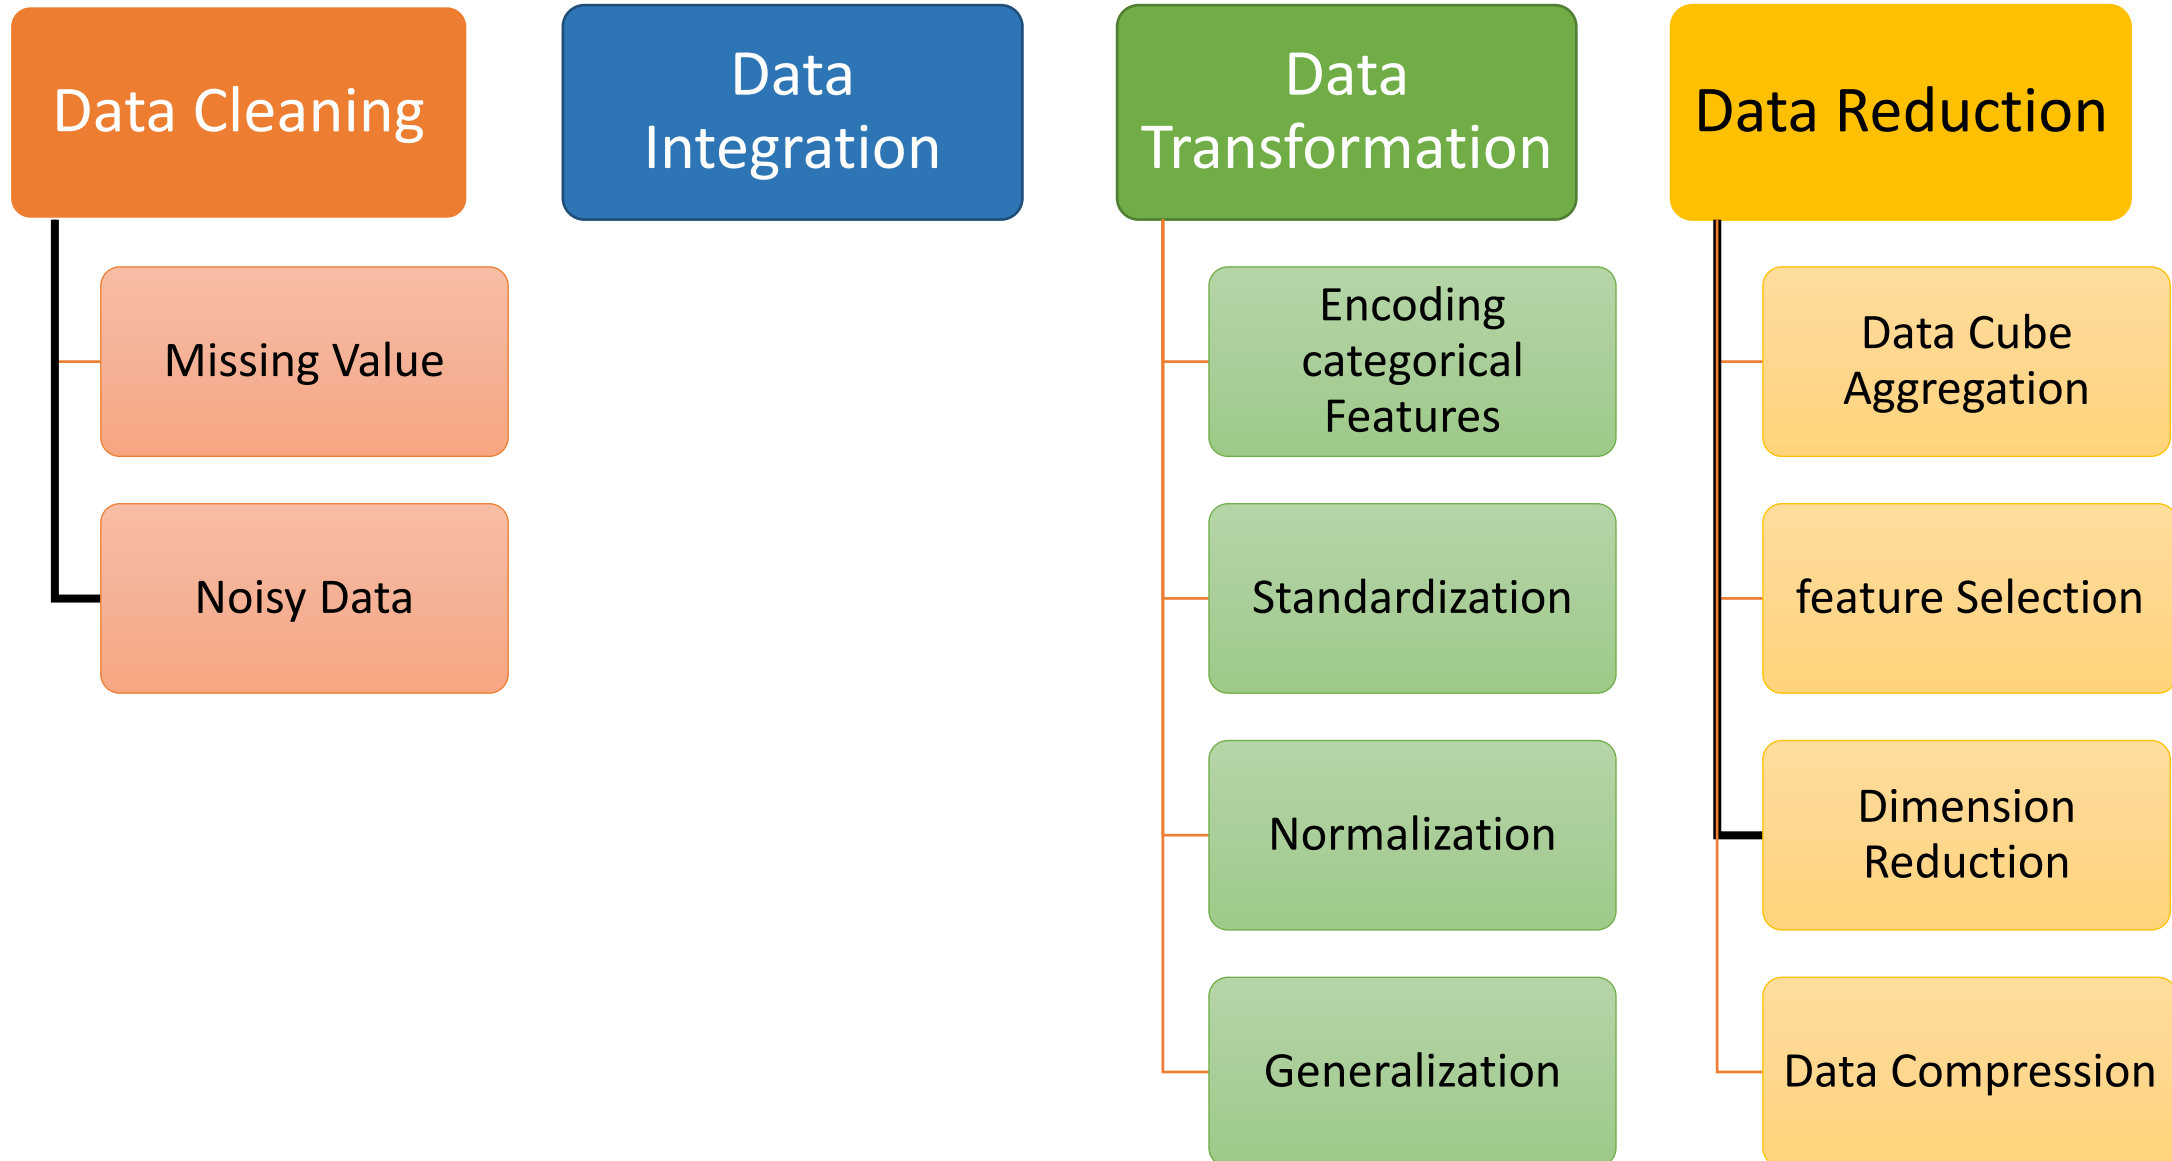 Data Cleaning
Missing Value
Noisy Data
Data
Integration
Data
Transformation
Encoding
categorical
Features
Standardization
Normalization
Generalization
Data Reduction
Data Cube
Aggregation
feature Selection
Dimension
Reduction
Data Compression